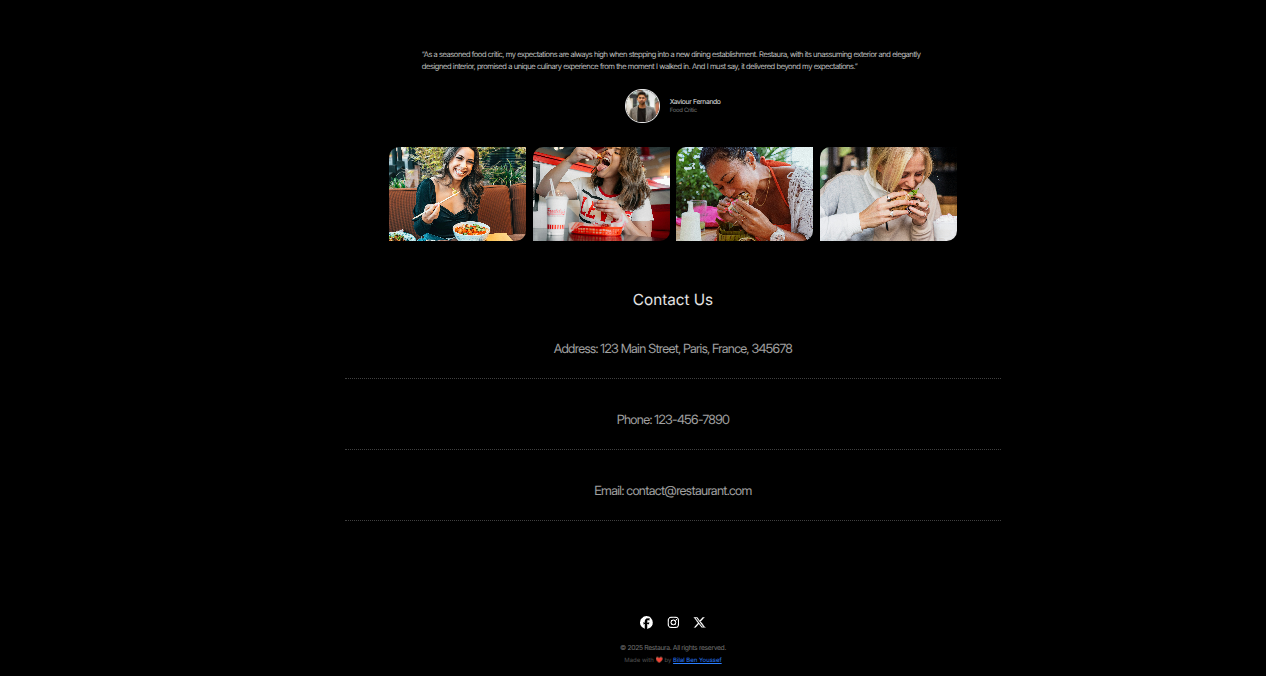 "As a seasoned food critic, my expectations are always high when stepping into a new dining establishment. Restaura, with its unassuming exterior and elegantly
designed interior, promised a unique culinary experience from the moment I walked in. And I must say, it delivered beyond my expectations."
Xaviour Fernando
Food Critic
Contact Us
Address: 123 Main Street, Paris, France, 345678
Phone: 123-456-7890
Email: contact@restaurant.com
© 2025 Restaura. All rights reserved.
Made with ❤️ by Bilal Ben Youssef